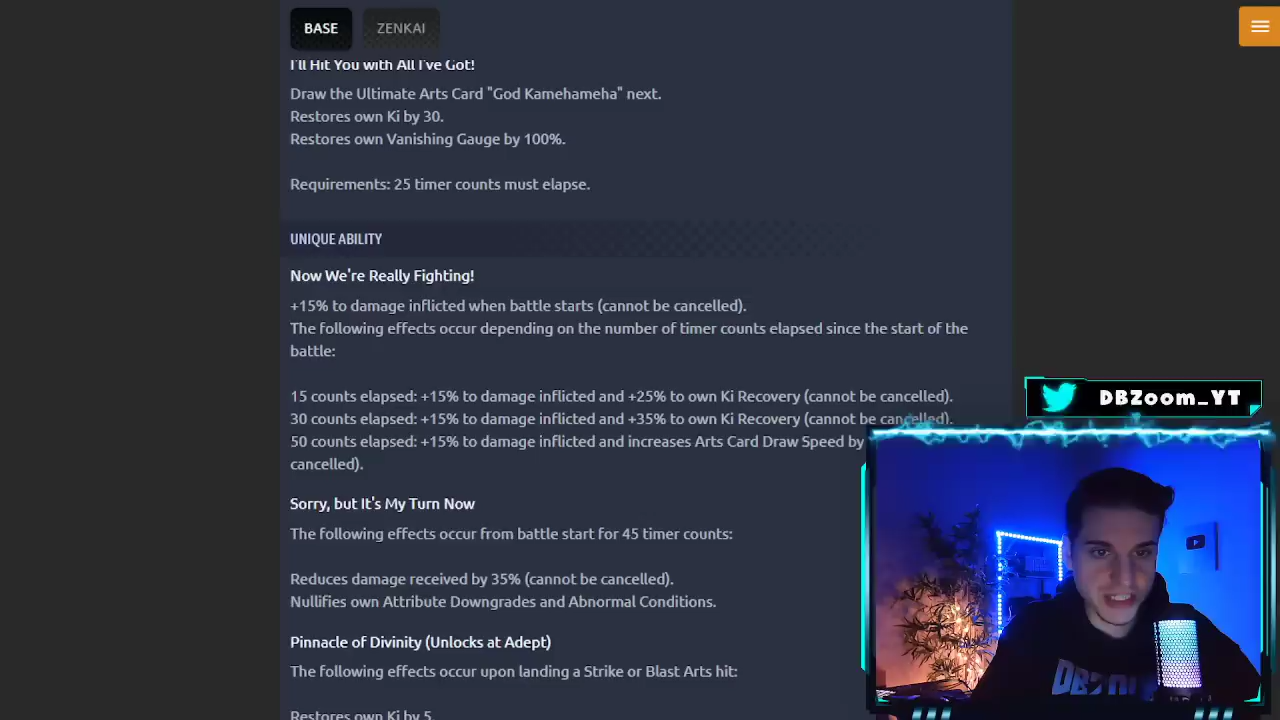 BASE
ZENKAI
I'll Hit You with All I've Got!
Draw the Ultimate Arts Card "God Kamehameha" next.
Restores own Ki by 30.
Restores own Vanishing Gauge by 100%.
Requirements: 25 timer counts must elapse.
UNIQUE ABILITY
Now We're Really Fighting!
+15% to damage inflicted when battle starts (cannot be cancelled).
The following effects occur depending on the number of timer counts elapsed since the start of the
battle:
15 counts elapsed: +15% to damage inflicted and +25% to own Ki Recovery (cannot be cancelled).
30 counts elapsed: +15% to damage inflicted and +35% to own Ki Recovery (cannot be cancelled).
50 counts elapsed: +15% to damage inflicted and increases Arts Card Draw Speed by
cancelled).
Sorry, but It's My Turn Now
The following effects occur from battle start for 45 timer counts:
Reduces damage received by 35% (cannot be cancelled).
Nullifies own Attribute Downgrades and Abnormal Conditions.
Pinnacle of Divinity (Unlocks at Adept)
The following effects occur upon landing a Strike or Blast Arts hit:
Restores own Ki by 5.
DBZoom_YT